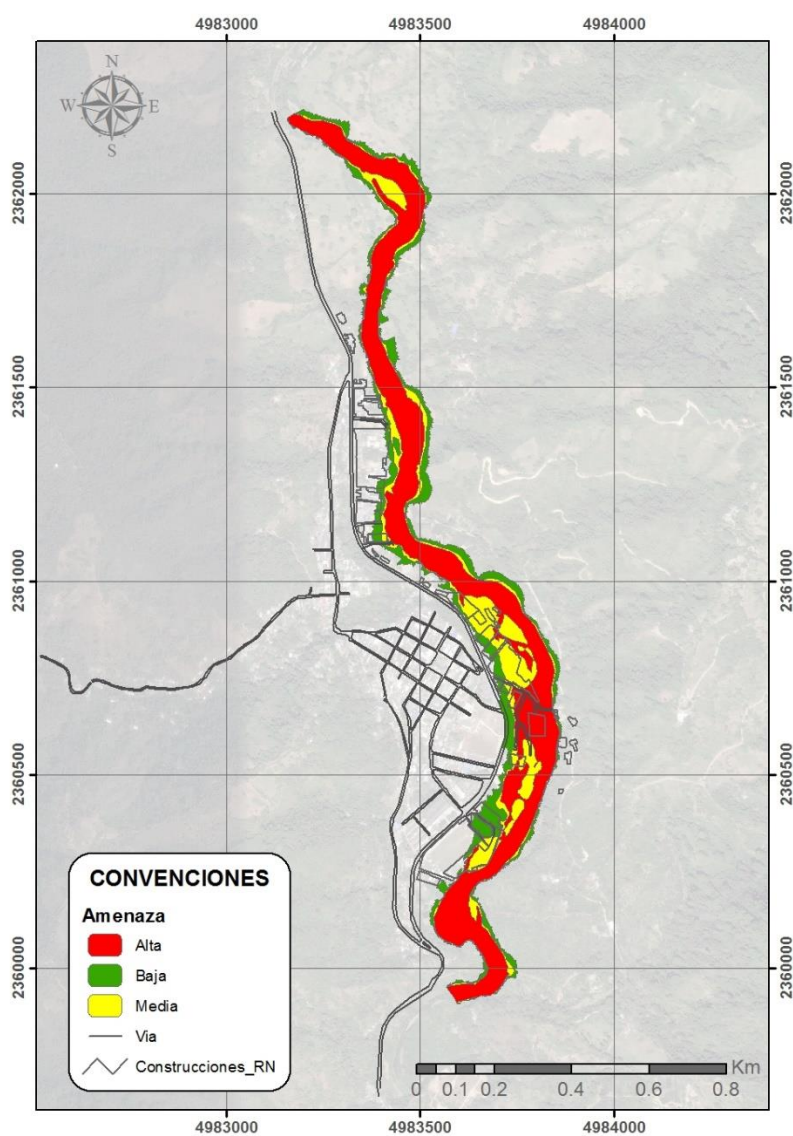 4983000 4983500 4984000
N
W E
S
2362000 2362000
2361500 2361500
2361000 2361000
2360500 2360500
2360000 2360000
CONVENCIONES
Amenaza
Alta
Baja
Media
Via
Construcciones_RN
Km
0 0.1 0.2 0.4 0.6 0.8
4983000 4983500 4984000